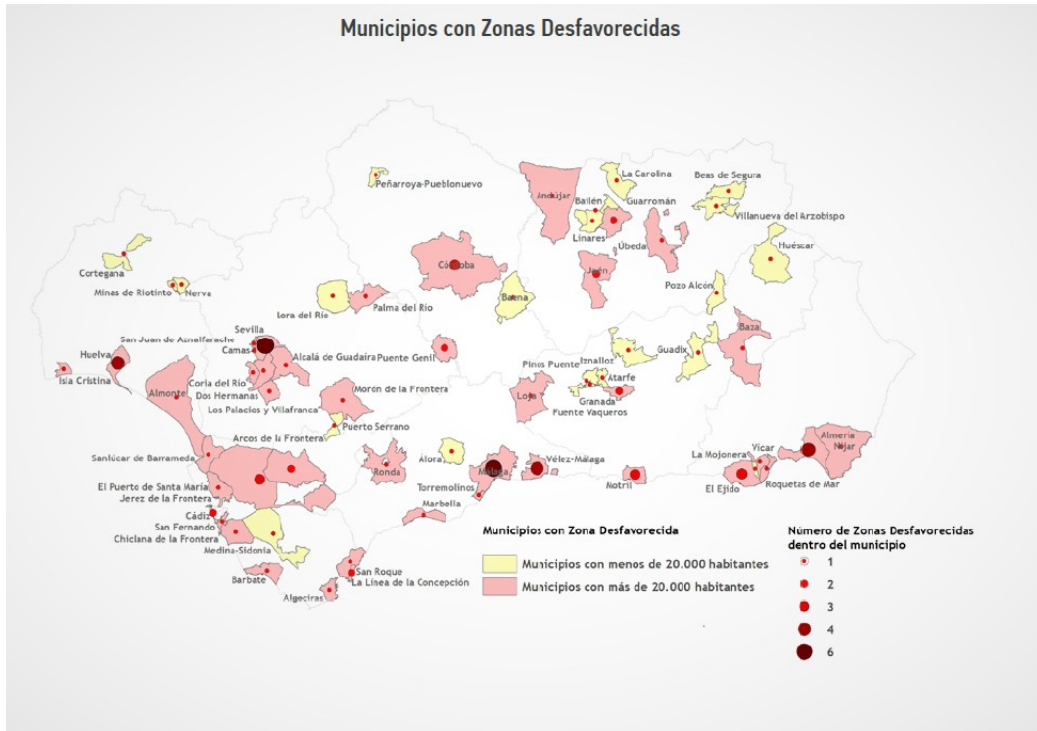 Municipios con Zonas Desfavorecidas
Peñarroya-Pueblonuevo
La Carolina
Beas de Segura
Andújar
Bailén
Guarromán
Villanueva del Arzobispo
Linares
Úbeda
Huéscar
Cortegana
Córdoba
Jaén
Pozo Alcón
Minas de Riotinto
Nerva
Baena
Lora del Río
Palma del Río
Baza
Sevilla
San Juan de Aznalfarache
Camas
Huelva
Alcalá de Guadaira
Puente Genil
Pinos Puente
Iznalloz
Guadix
Isla Cristina
Coria del Río
Atarfe
Almonte
Dos Hermanas
Morón de la Frontera
Loja
Granada
Los Palacios y Villafranca
Fuente Vaqueros
Puerto Serrano
Arcos de la Frontera
Almería
Sanlúcar de Barrameda
Álora
Vélez-Málaga
Vícar
Níjar
Ronda
Málaga
La Mojonera
El Puerto de Santa María
Torremolinos
Motril
Roquetas de Mar
Jerez de la Frontera
El Ejido
Marbella
Cádiz
San Fernando
Chiclana de la Frontera
Medina-Sidonia
Barbate
San Roque
La Línea de la Concepción
Algeciras
Municipios con Zona Desfavorecida
Municipios con menos de 20.000 habitantes
Municipios con más de 20.000 habitantes
Número de Zonas Desfavorecidas
dentro del municipio
1
2
3
4
6